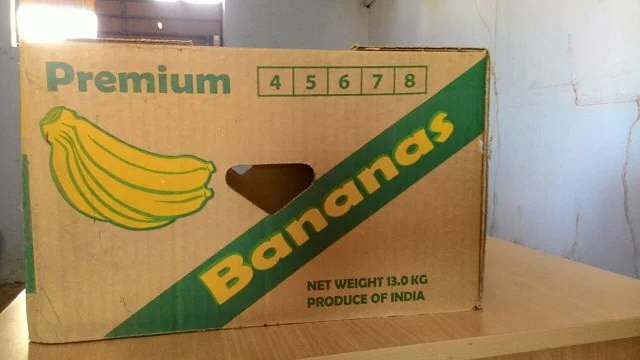 Premium
4 5 6 7 8
Bananas
NET WEIGHT 13.0 KG
PRODUCE OF INDIA